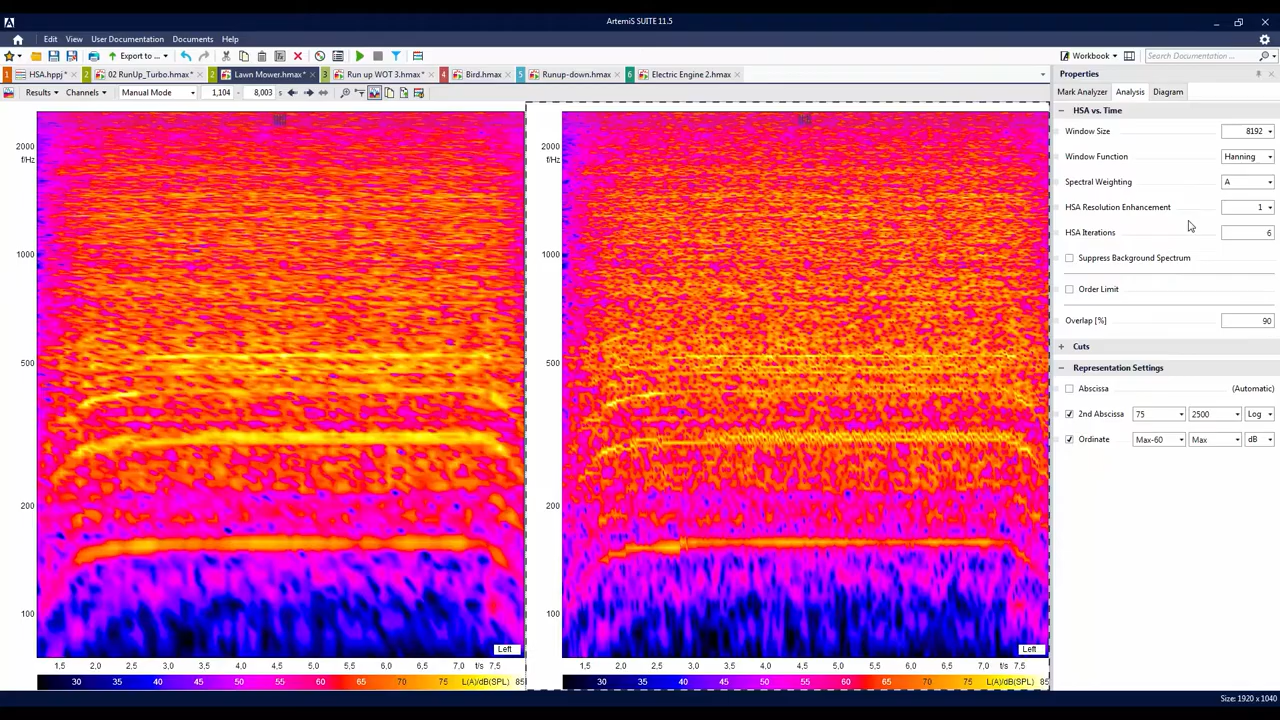 ArtemiS SUITE 11.5
Edit View User Documentation Documents Help
Export to ... Workbook Search Documentation...
HSA.hppj * 02 RunUp_Turbo.hmax* Lawn Mower.hmax* Run up WOT 3.hmax* Bird.hmax Runup-down.hmax Electric Engine 2.hmax
1 2 2 3 4 5 6
Results Channels Manual Mode 1,104 - 8,003 s
Properties
Mark Analyzer Analysis Diagram
HSA vs. Time
Window Size 8192
Window Function Hanning
Spectral Weighting A
HSA Resolution Enhancement 1
HSA Iterations 6
Suppress Background Spectrum
Order Limit
Overlap [%] 90
Cuts
Representation Settings
Abscissa (Automatic)
2nd Abscissa 75 2500 Log
Ordinate Max-60 Max dB
2000
f/Hz
1000
500
200
100
Left
1,5 2,0 2,5 3,0 3,5 4,0 4,5 5,0 5,5 6,0 6,5 7,0 t/s 7,5
30 35 40 45 50 55 60 65 70 75 L(A)/dB(SPL) 85
2000
f/Hz
1000
500
200
100
Left
1,5 2,0 2,5 3,0 3,5 4,0 4,5 5,0 5,5 6,0 6,5 7,0 t/s 7,5
30 35 40 45 50 55 60 65 70 75 L(A)/dB(SPL) 85
Size: 1920 x 1040